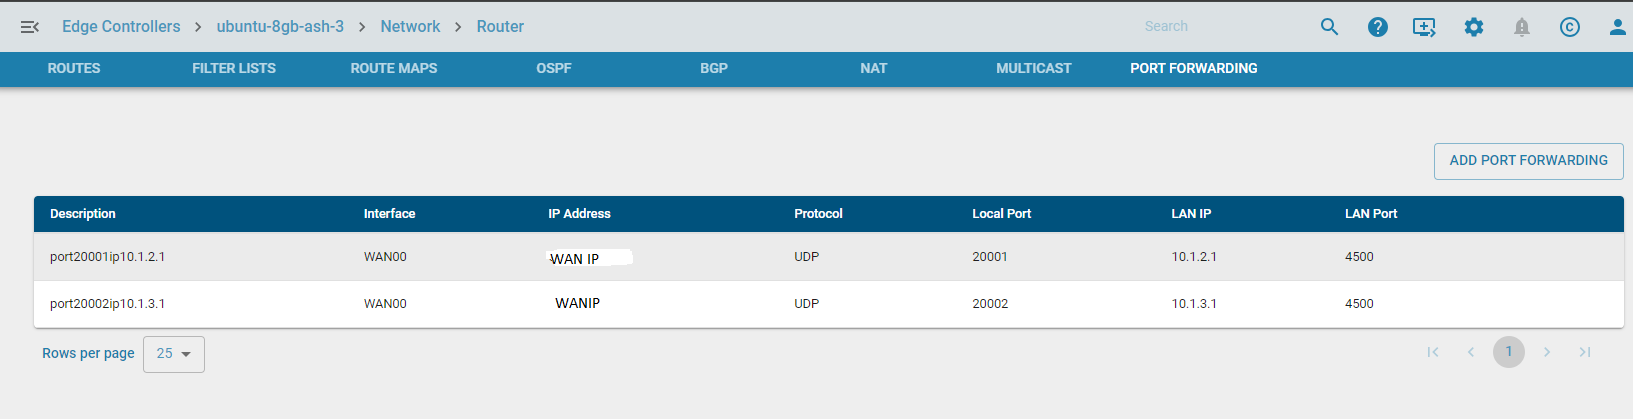 Edge Controllers > ubuntu-8gb-ash-3 > Network > Router Search
ROUTES FILTER LISTS ROUTE MAPS OSPF BGP NAT MULTICAST PORT FORWARDING
ADD PORT FORWARDING
Description Interface IP Address Protocol Local Port LAN IP LAN Port
port20001ip10.1.2.1 WAN00 WAN IP UDP 20001 10.1.2.1 4500
port20002ip10.1.3.1 WAN00 WANIP UDP 20002 10.1.3.1 4500
Rows per page 25 1